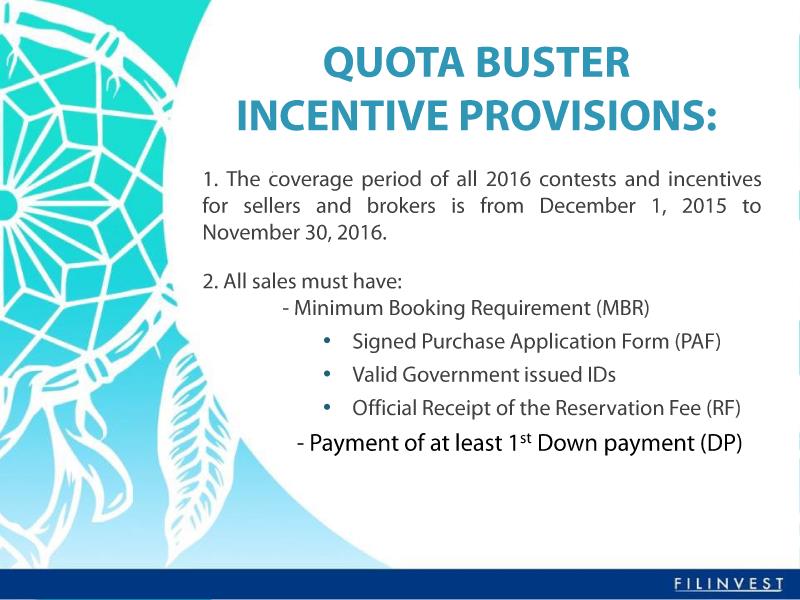 QUOTA BUSTER
INCENTIVE PROVISIONS:
1. The coverage period of all 2016 contests and incentives
for sellers and brokers is from December 1, 2015 to
November 30, 2016.
2. All sales must have:
- Minimum Booking Requirement (MBR)
• Signed Purchase Application Form (PAF)
• Valid Government issued IDs
• Official Receipt of the Reservation Fee (RF)
- Payment of at least 1st Down payment (DP)
FILINVEST